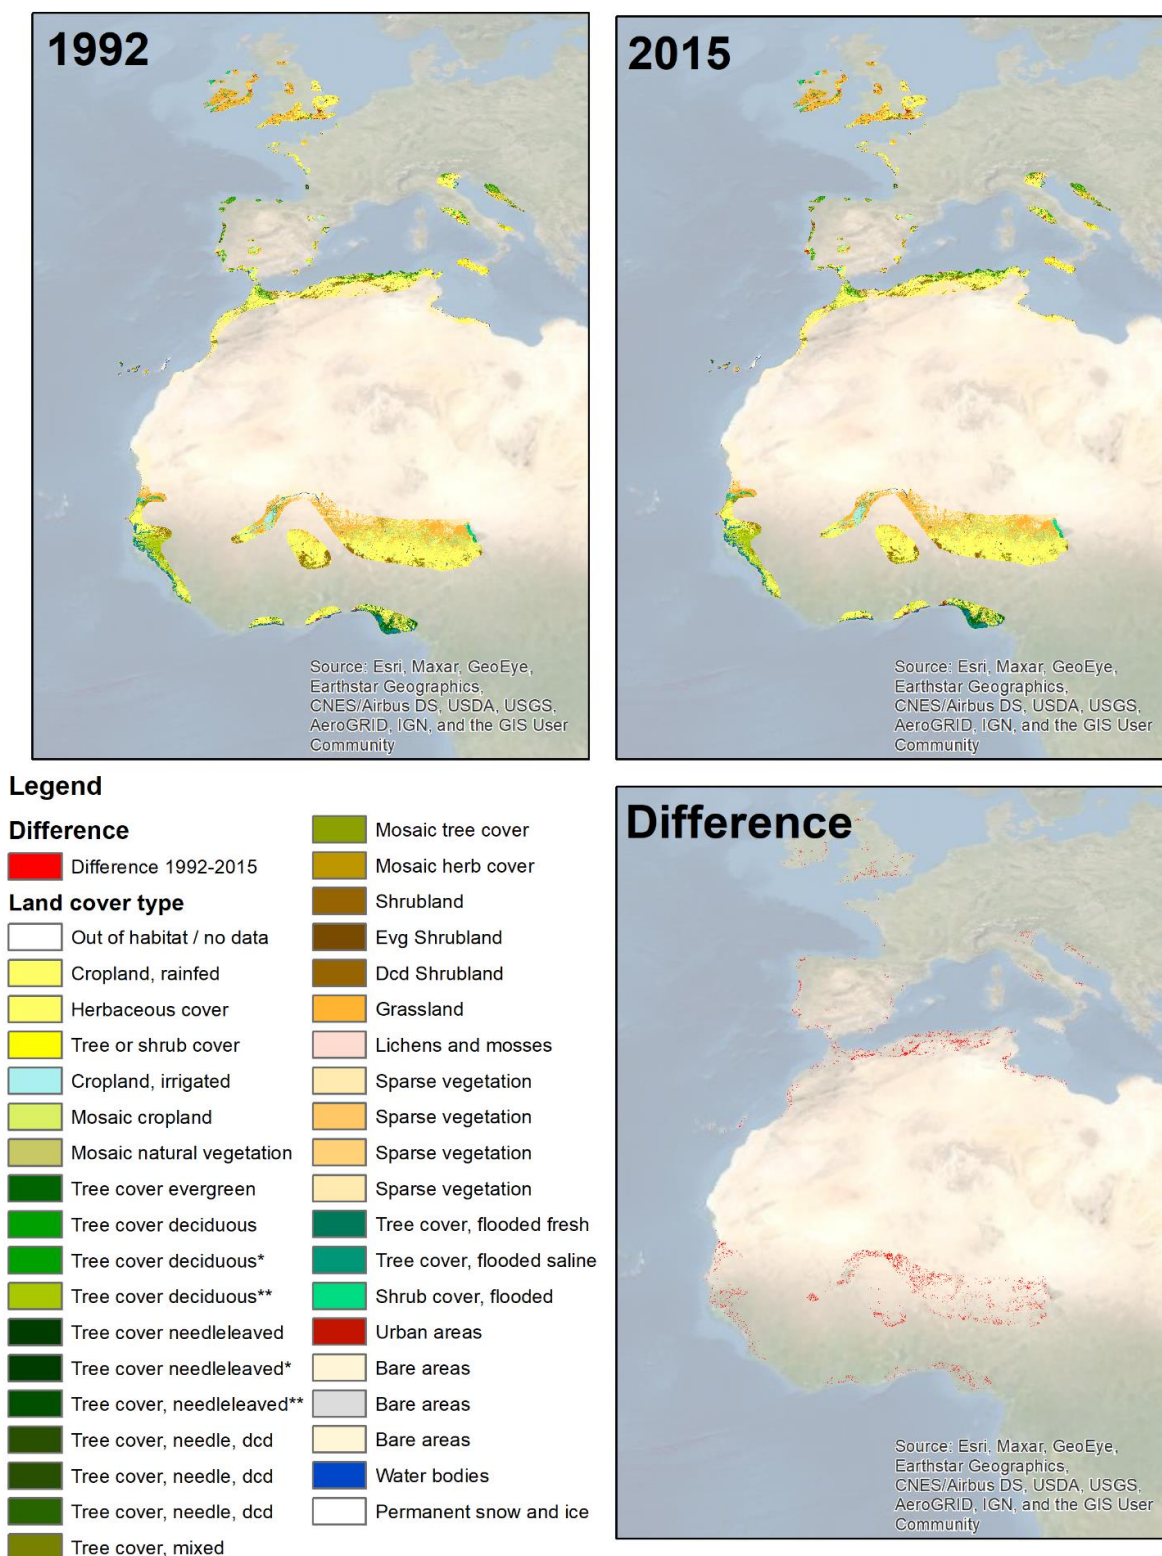 1992
Source: Esri, Maxar, GeoEye,
Earthstar Geographics,
CNES/Airbus DS, USDA, USGS,
AeroGRID, IGN, and the GIS User
Community
2015
Source: Esri, Maxar, GeoEye,
Earthstar Geographics,
CNES/Airbus DS, USDA, USGS,
AeroGRID, IGN, and the GIS User
Community
Legend
Difference
Difference 1992-2015
Land cover type
Out of habitat / no data
Cropland, rainfed
Herbaceous cover
Tree or shrub cover
Cropland, irrigated
Mosaic cropland
Mosaic natural vegetation
Tree cover evergreen
Tree cover deciduous
Tree cover deciduous*
Tree cover deciduous**
Tree cover needleleaved
Tree cover needleleaved*
Tree cover, needleleaved**
Tree cover, needle, dcd
Tree cover, needle, dcd
Tree cover, needle, dcd
Tree cover, mixed
Mosaic tree cover
Mosaic herb cover
Shrubland
Evg Shrubland
Dcd Shrubland
Grassland
Lichens and mosses
Sparse vegetation
Sparse vegetation
Sparse vegetation
Sparse vegetation
Tree cover, flooded fresh
Tree cover, flooded saline
Shrub cover, flooded
Urban areas
Bare areas
Bare areas
Bare areas
Water bodies
Permanent snow and ice
Difference
Source: Esri, Maxar, GeoEye,
Earthstar Geographics,
CNES/Airbus DS, USDA, USGS,
AeroGRID, IGN, and the GIS User
Community